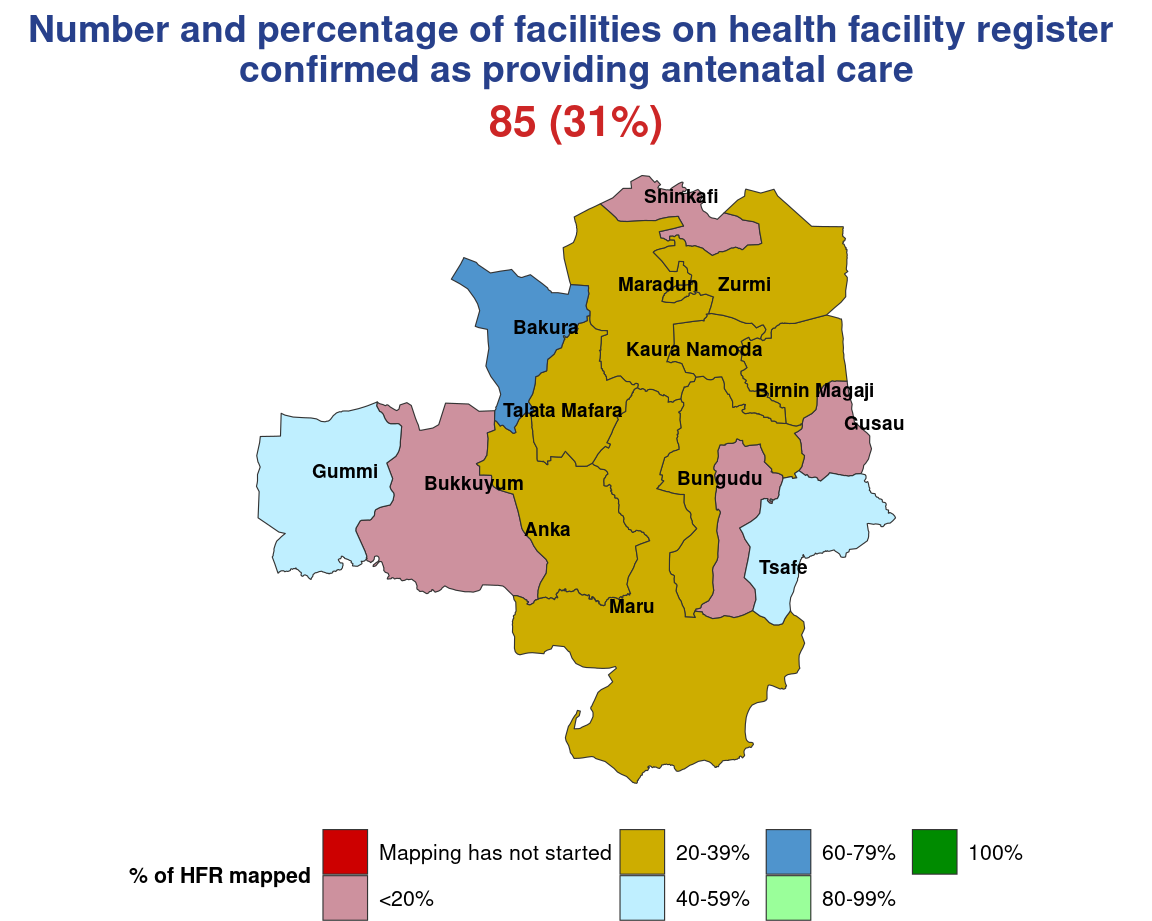 Number and percentage of facilities on health facility register
confirmed as providing antenatal care
85 (31%)
Shinkafi
Maradun Zurmi
Bakura
Kaura Namoda
Birnin Magaji
Talata Mafara
Gusau
Gummi
Bukkuyum
Bungudu
Anka
Tsafe
Maru
% of HFR mapped
Mapping has not started
<20%
20-39%
40-59%
60-79%
80-99%
100%